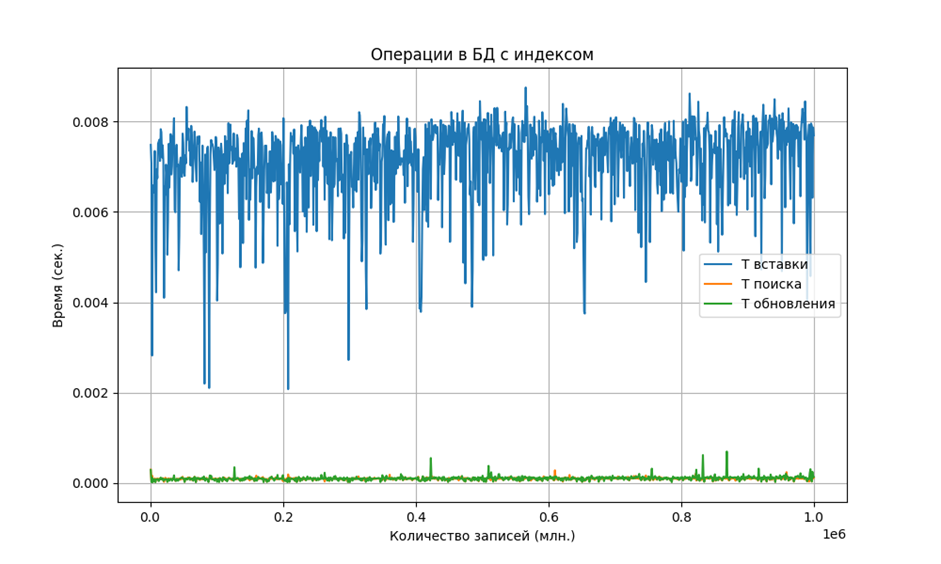 Операции в БД с индексом
Время (сек.)
0.008
0.006
0.004
0.002
0.000
T вставки
T поиска
T обновления
0.0 0.2 0.4 0.6 0.8 1.0
1e6
Количество записей (млн.)